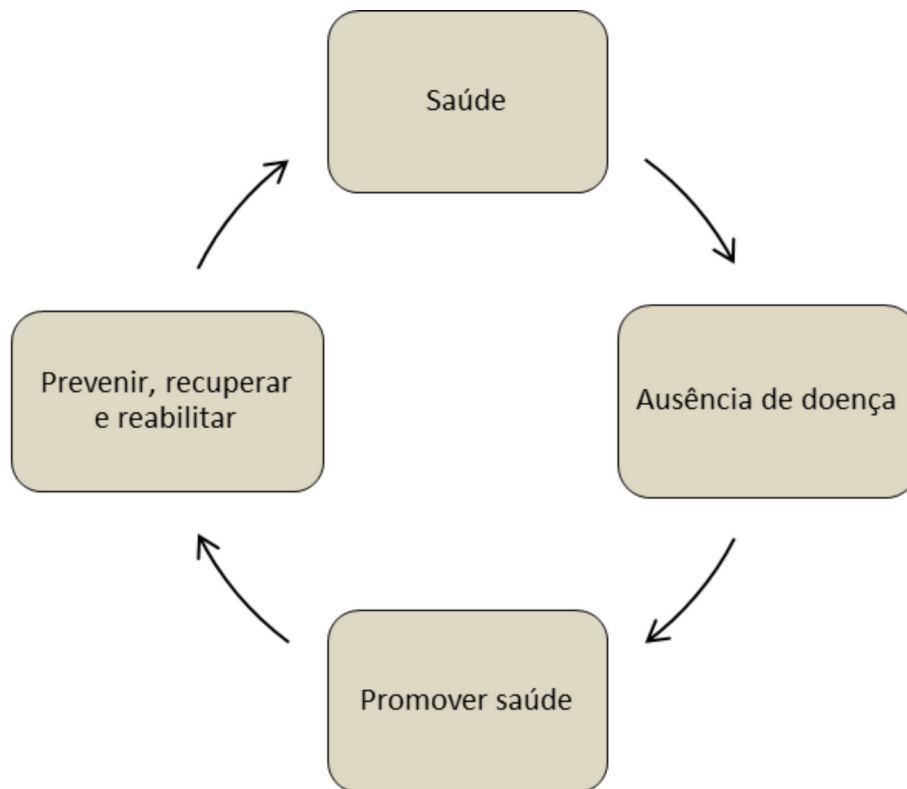 Saúde
Ausência de doença
Promover saúde
Prevenir, recuperar
e reabilitar